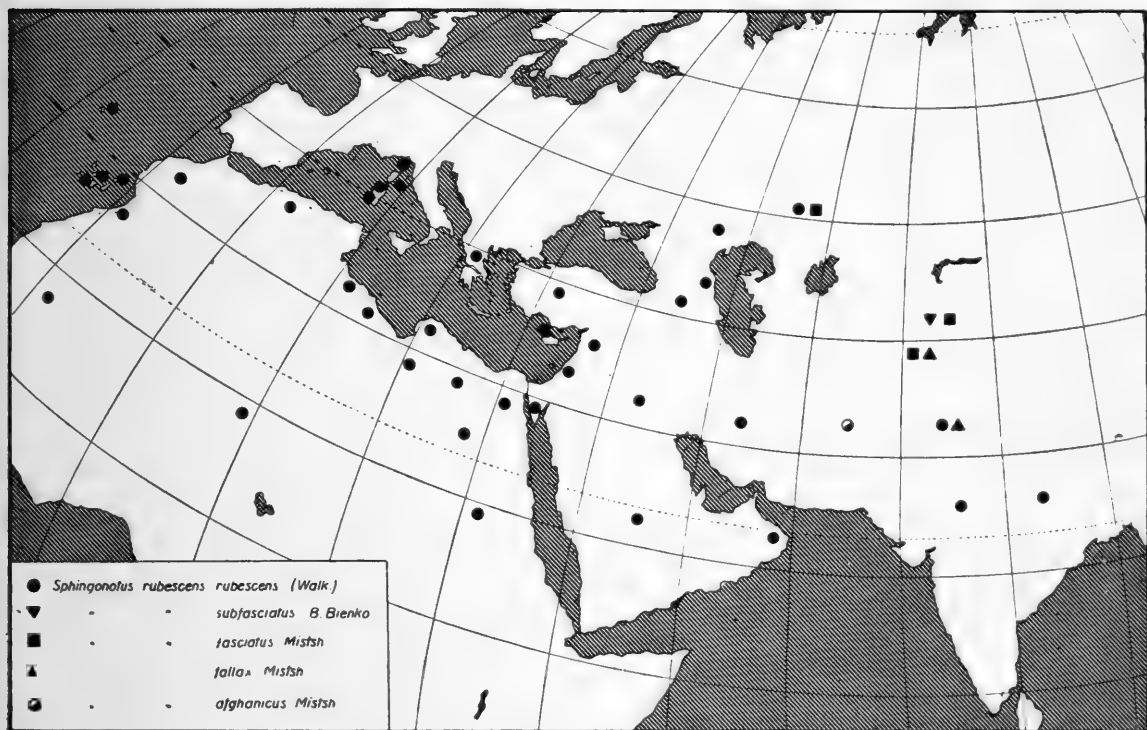 Sphingonotus rubescens rubescens (Walk.)
" " subfasciatus B. Bienko
" " fasciatus Mistsh
" " fallax Mistsh
" " afghanicus Mistsh